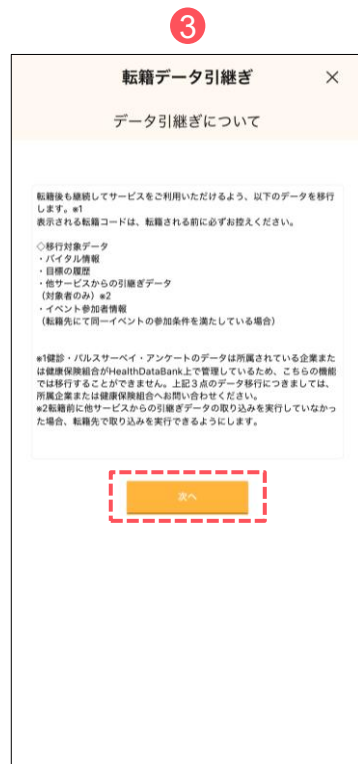 3
転籍データ引継ぎ ×
データ引継ぎについて
転籍後も継続してサービスをご利用いただけるよう、以下のデータを移行
します。※1
表示される転籍コードは、転籍される前に必ずお控えください。
◇移行対象データ
・バイタル情報
・目標の履歴
・他サービスからの引継ぎデータ
（対象者のみ）※2
・イベント参加者情報
（転籍先にて同一イベントの参加条件を満たしている場合）
※1健診・パルスサーベイ・アンケートのデータは所属されている企業また
は健康保険組合がHealthDataBank上で管理しているため、こちらの機能
では移行することができません。上記３点のデータ移行につきましては、
所属企業または健康保険組合へお問い合わせください。
※2転籍前に他サービスからの引継ぎデータの取り込みを実行していなかっ
た場合、転籍先で取り込みを実行できるようにします。
次へ